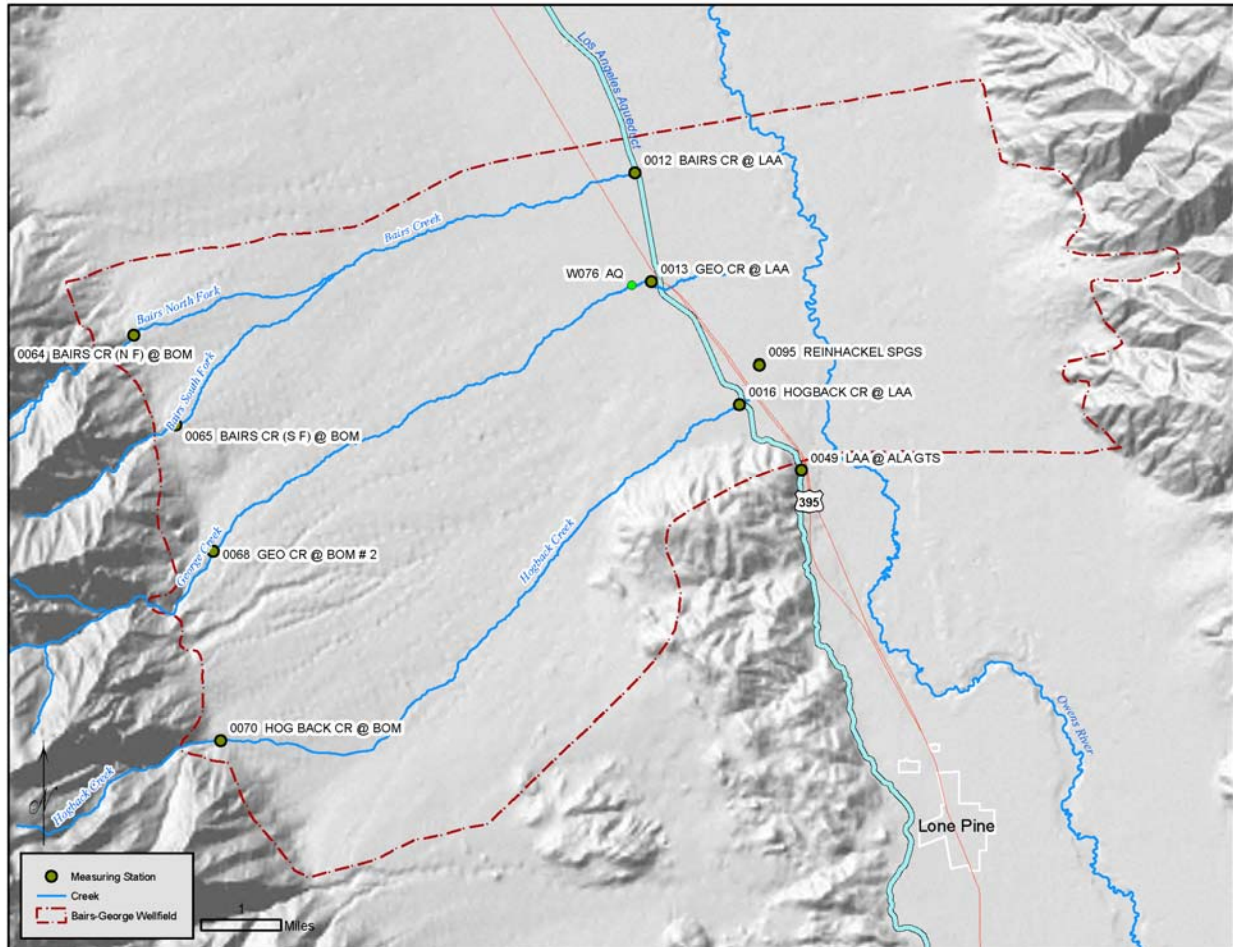 Los Angeles Aqueduct
0012 BAIRS CR @ LAA
Bairs Creek
W076 AQ
0013 GEO CR @ LAA
Bairs North Fork
0064 BAIRS CR (N F) @ BOM
0095 REINHACKEL SPGS
0016 HOGBACK CR @ LAA
Bairs South Fork
0065 BAIRS CR (S F) @ BOM
0049 LAA @ ALA GTS
395
0068 GEO CR @ BOM # 2
George Creek
Hogback Creek
0070 HOG BACK CR @ BOM
Owens River
Hogback Creek
Lone Pine
Measuring Station
Creek
Bairs-George Wellfield
1
Miles